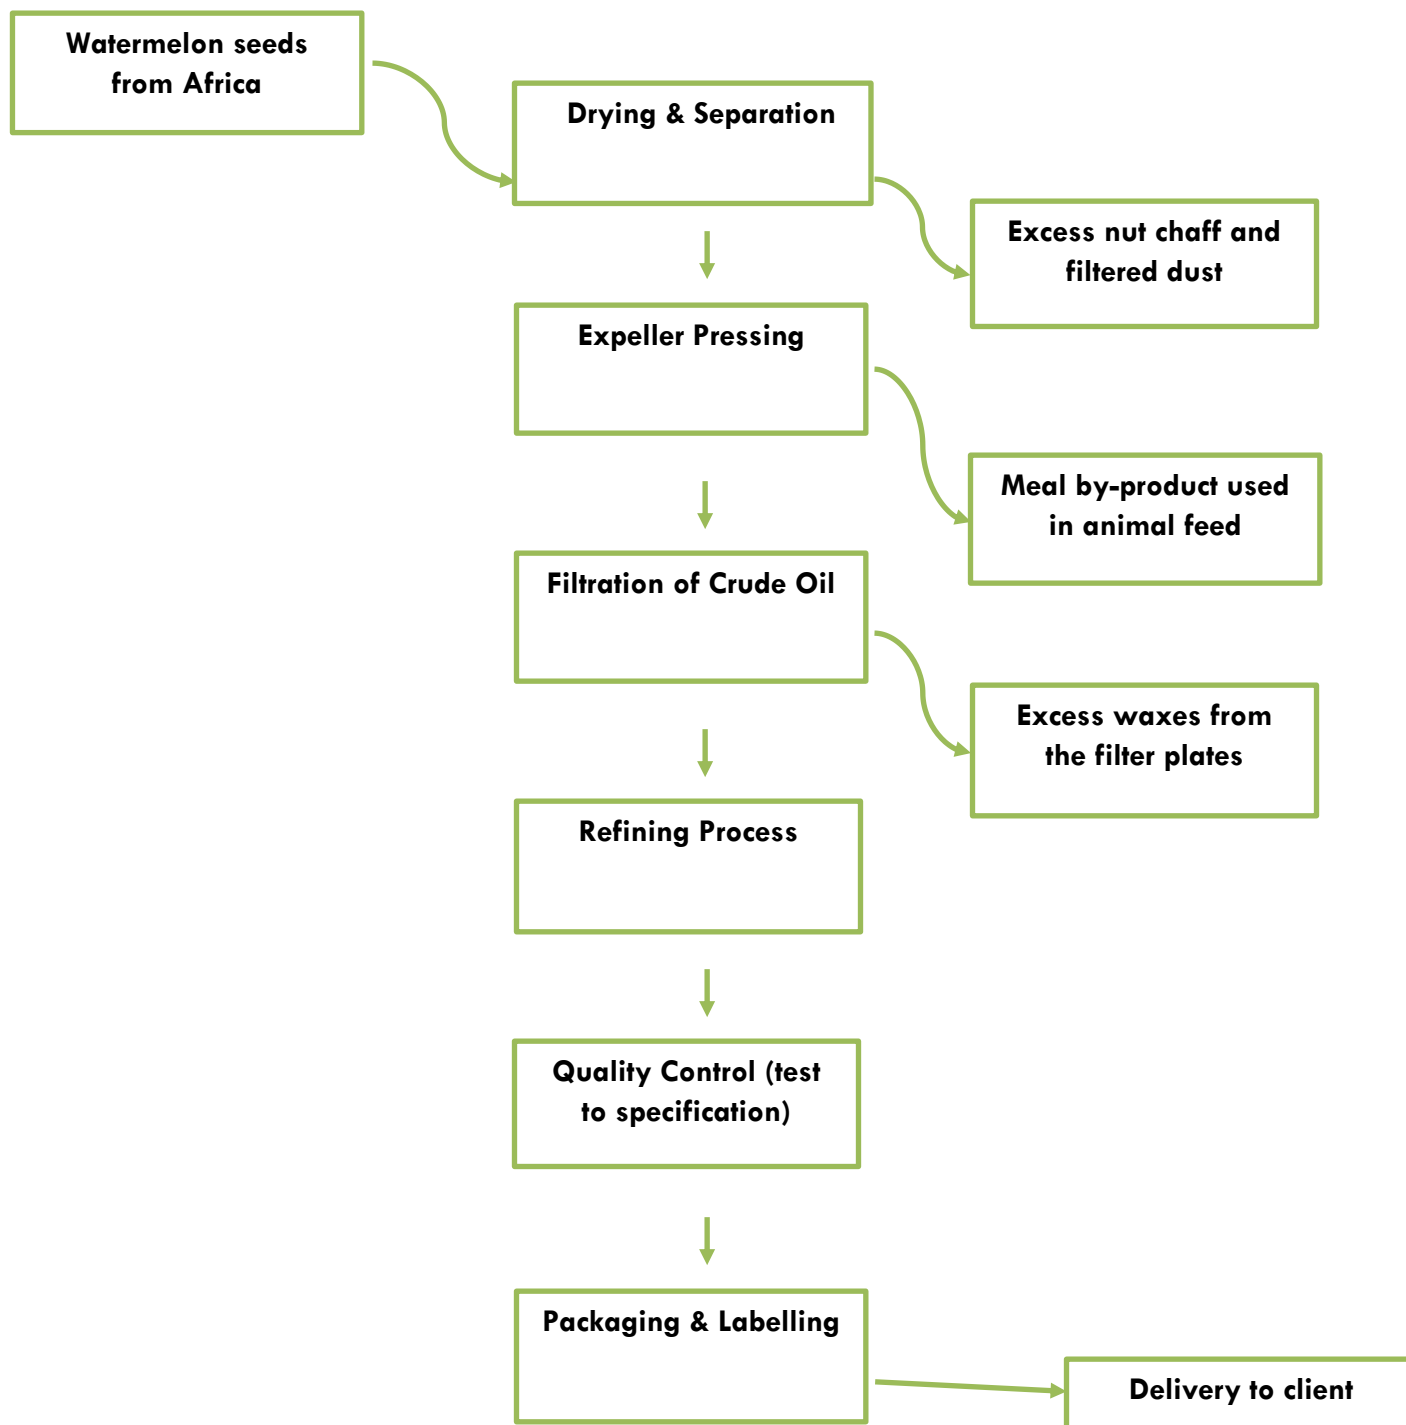 Watermelon seeds
from Africa
Drying & Separation
Excess nut chaff and
filtered dust
Expeller Pressing
Meal by-product used
in animal feed
Filtration of Crude Oil
Excess waxes from
the filter plates
Refining Process
Quality Control (test
to specification)
Packaging & Labelling
Delivery to client